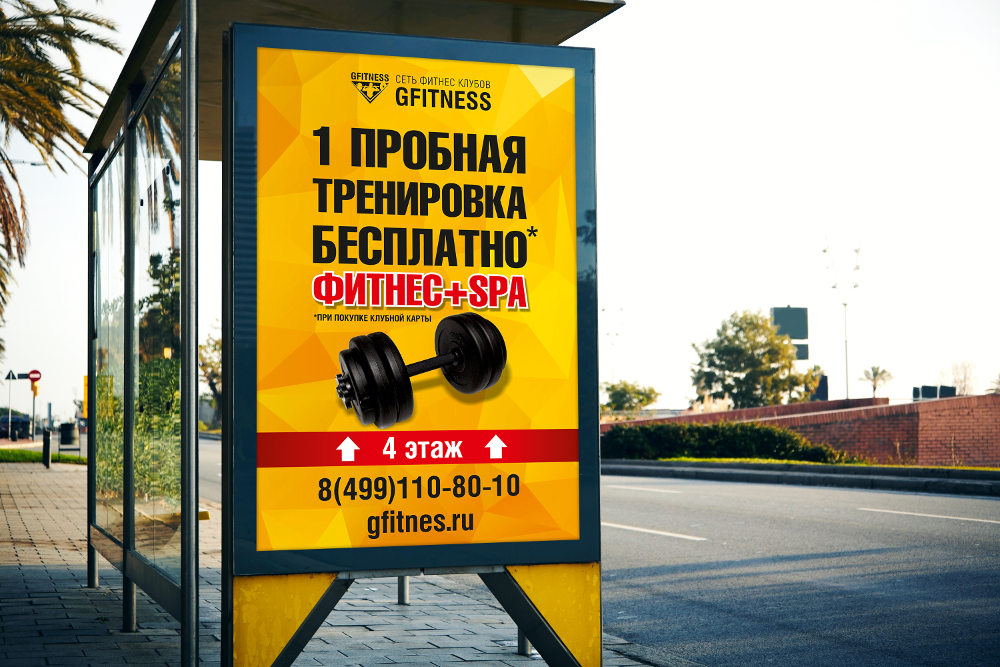 GFITNESS
СЕТЬ ФИТНЕС КЛУБОВ
GFITNESS
1 ПРОБНАЯ
ТРЕНИРОВКА
БЕСПЛАТНО*
ФИТНЕС+SPA
*ПРИ ПОКУПКЕ КЛУБНОЙ КАРТЫ
4 этаж
8(499)110-80-10
gfitnes.ru